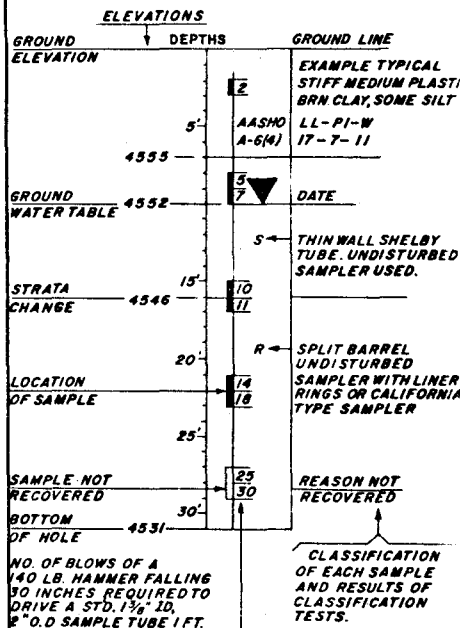 ELEVATIONS
GROUND DEPTHS GROUND LINE
ELEVATION
EXAMPLE TYPICAL
2 STIFF MEDIUM PLASTI
BRN. CLAY, SOME SILT
5' AASHO LL-PI-W
A-6(4) 17-7-11
4555
5
GROUND 4552 7 DATE
WATER TABLE
S THIN WALL SHELBY
TUBE. UNDISTURBED
SAMPLER USED.
15'
STRATA 4546 10
CHANGE 11
R SPLIT BARREL
20' UNDISTURBED
SAMPLER WITH LINER
LOCATION 14 RINGS OR CALIFORNIA
OF SAMPLE 18 TYPE SAMPLER
25'
SAMPLE NOT 25 REASON NOT
RECOVERED 30 RECOVERED
30'
BOTTOM 4531
OF HOLE
NO. OF BLOWS OF A
140 LB. HAMMER FALLING
30 INCHES REQUIRED TO
DRIVE A STD. 1 3/8" ID,
2" O.D SAMPLE TUBE 1 FT.
CLASSIFICATION
OF EACH SAMPLE
AND RESULTS OF
CLASSIFICATION
TESTS.